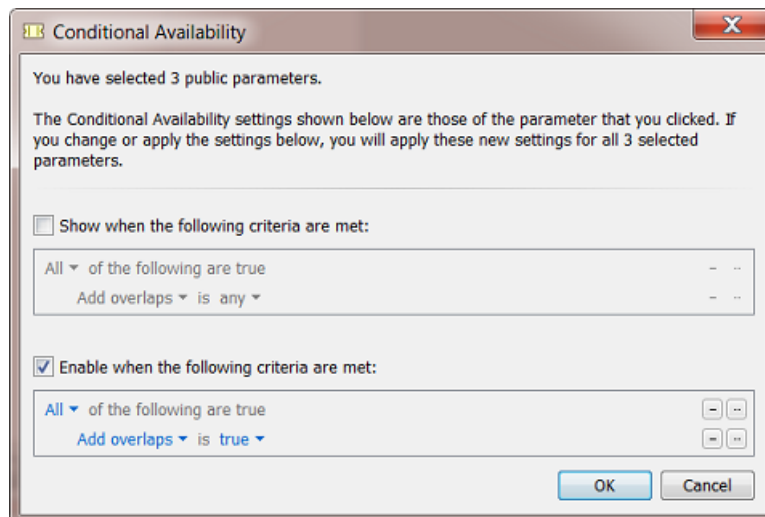 Conditional Availability
You have selected 3 public parameters.
The Conditional Availability settings shown below are those of the parameter that you clicked. If
you change or apply the settings below, you will apply these new settings for all 3 selected
parameters.
Show when the following criteria are met:
All of the following are true
Add overlaps is any
Enable when the following criteria are met:
All of the following are true
Add overlaps is true
OK Cancel